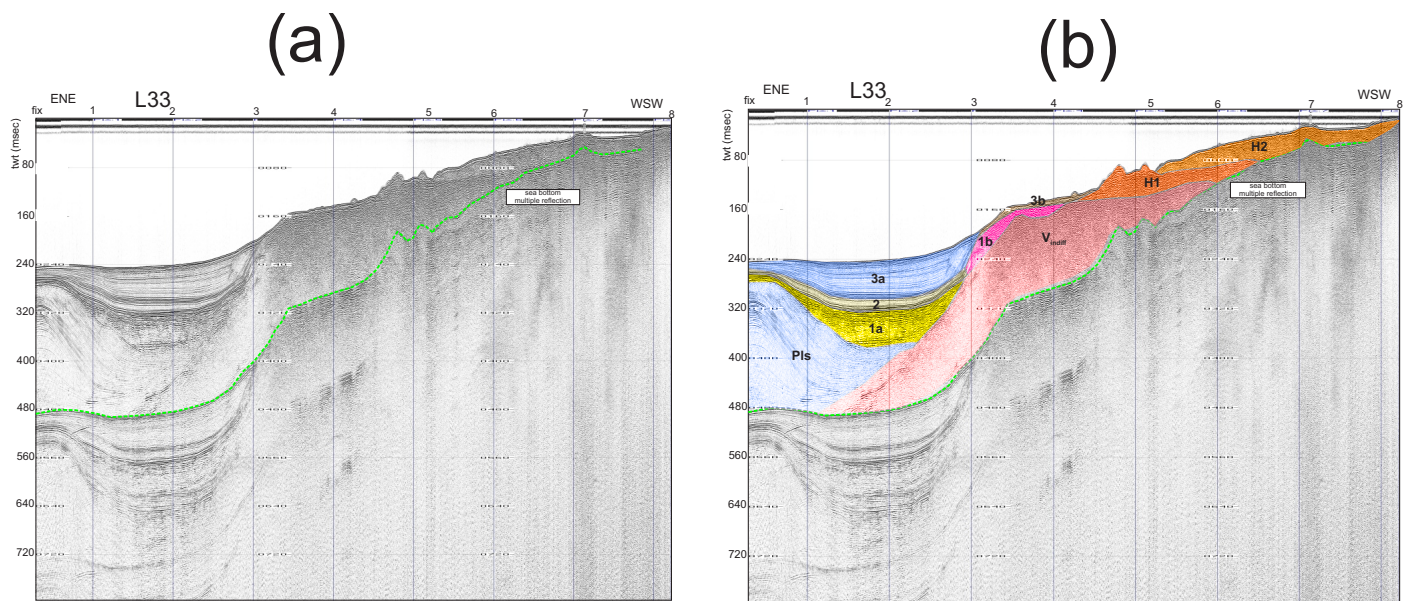 (a)
ENE
L33
WSW
fix
1
2
3
4
5
6
7
8
twt (msec)
80
160
240
320
400
480
560
640
720
sea bottom
multiple reflection
(b)
ENE
L33
WSW
fix
1
2
3
4
5
6
7
8
twt (msec)
80
160
240
320
400
480
560
640
720
H2
H1
3b
1b
Vindiff
3a
2
1a
Pls
sea bottom
multiple reflection